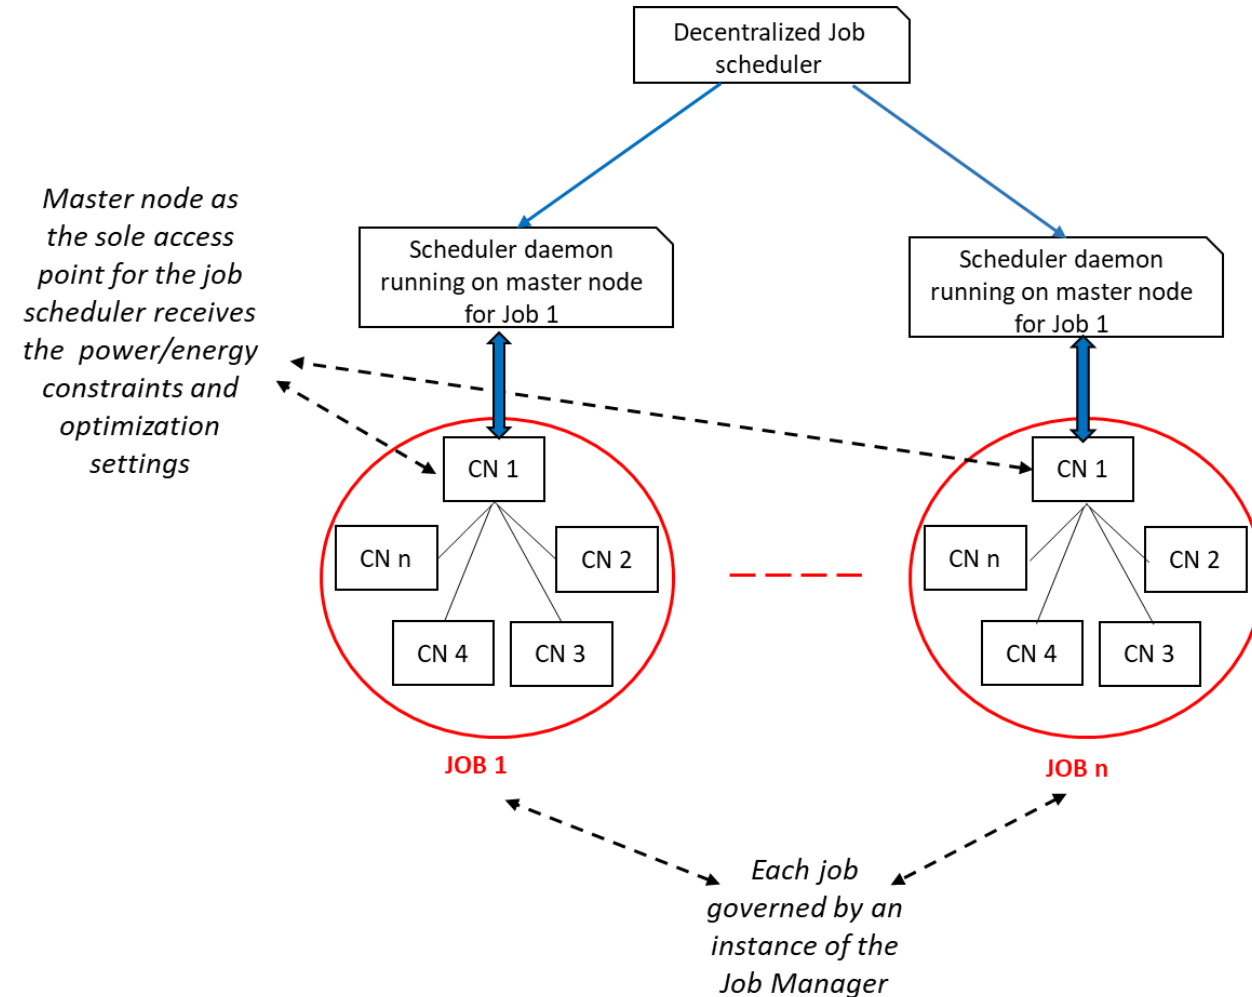 Decentralized Job
scheduler
Master node as
the sole access
point for the job
scheduler receives
the power/energy
constraints and
optimization
settings
Scheduler daemon
running on master node
for Job 1
Scheduler daemon
running on master node
for Job 1
CN 1
CN n
CN 2
CN 4
CN 3
JOB 1
CN 1
CN n
CN 2
CN 4
CN 3
JOB n
Each job
governed by an
instance of the
Job Manager